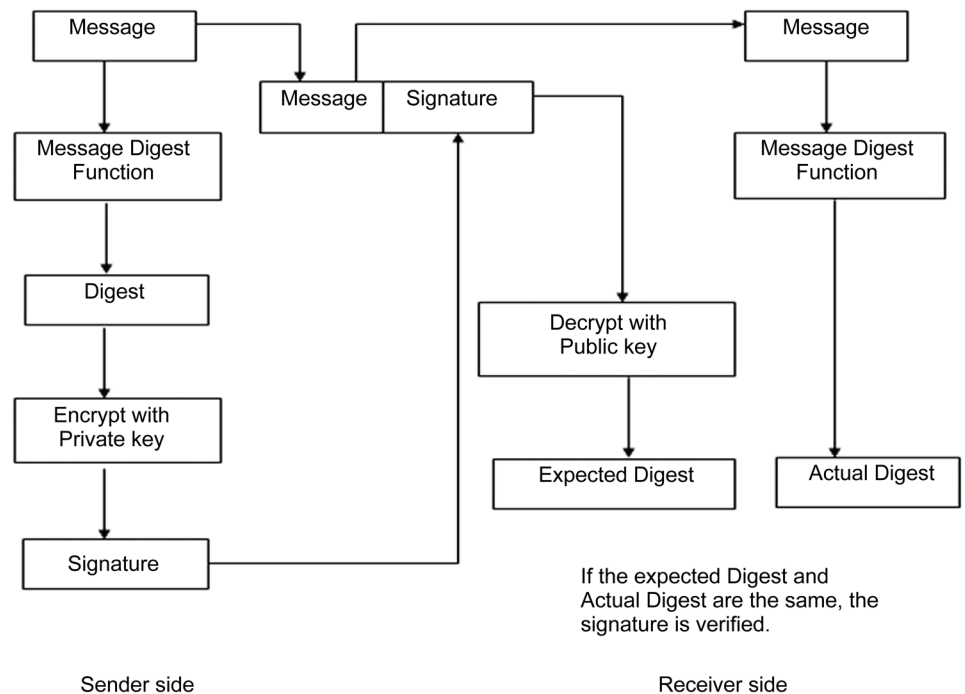 Message
Message
Message
Signature
Message Digest
Function
Message Digest
Function
Digest
Decrypt with
Public key
Encrypt with
Private key
Expected Digest
Actual Digest
Signature
If the expected Digest and
Actual Digest are the same, the
signature is verified.
Sender side
Receiver side